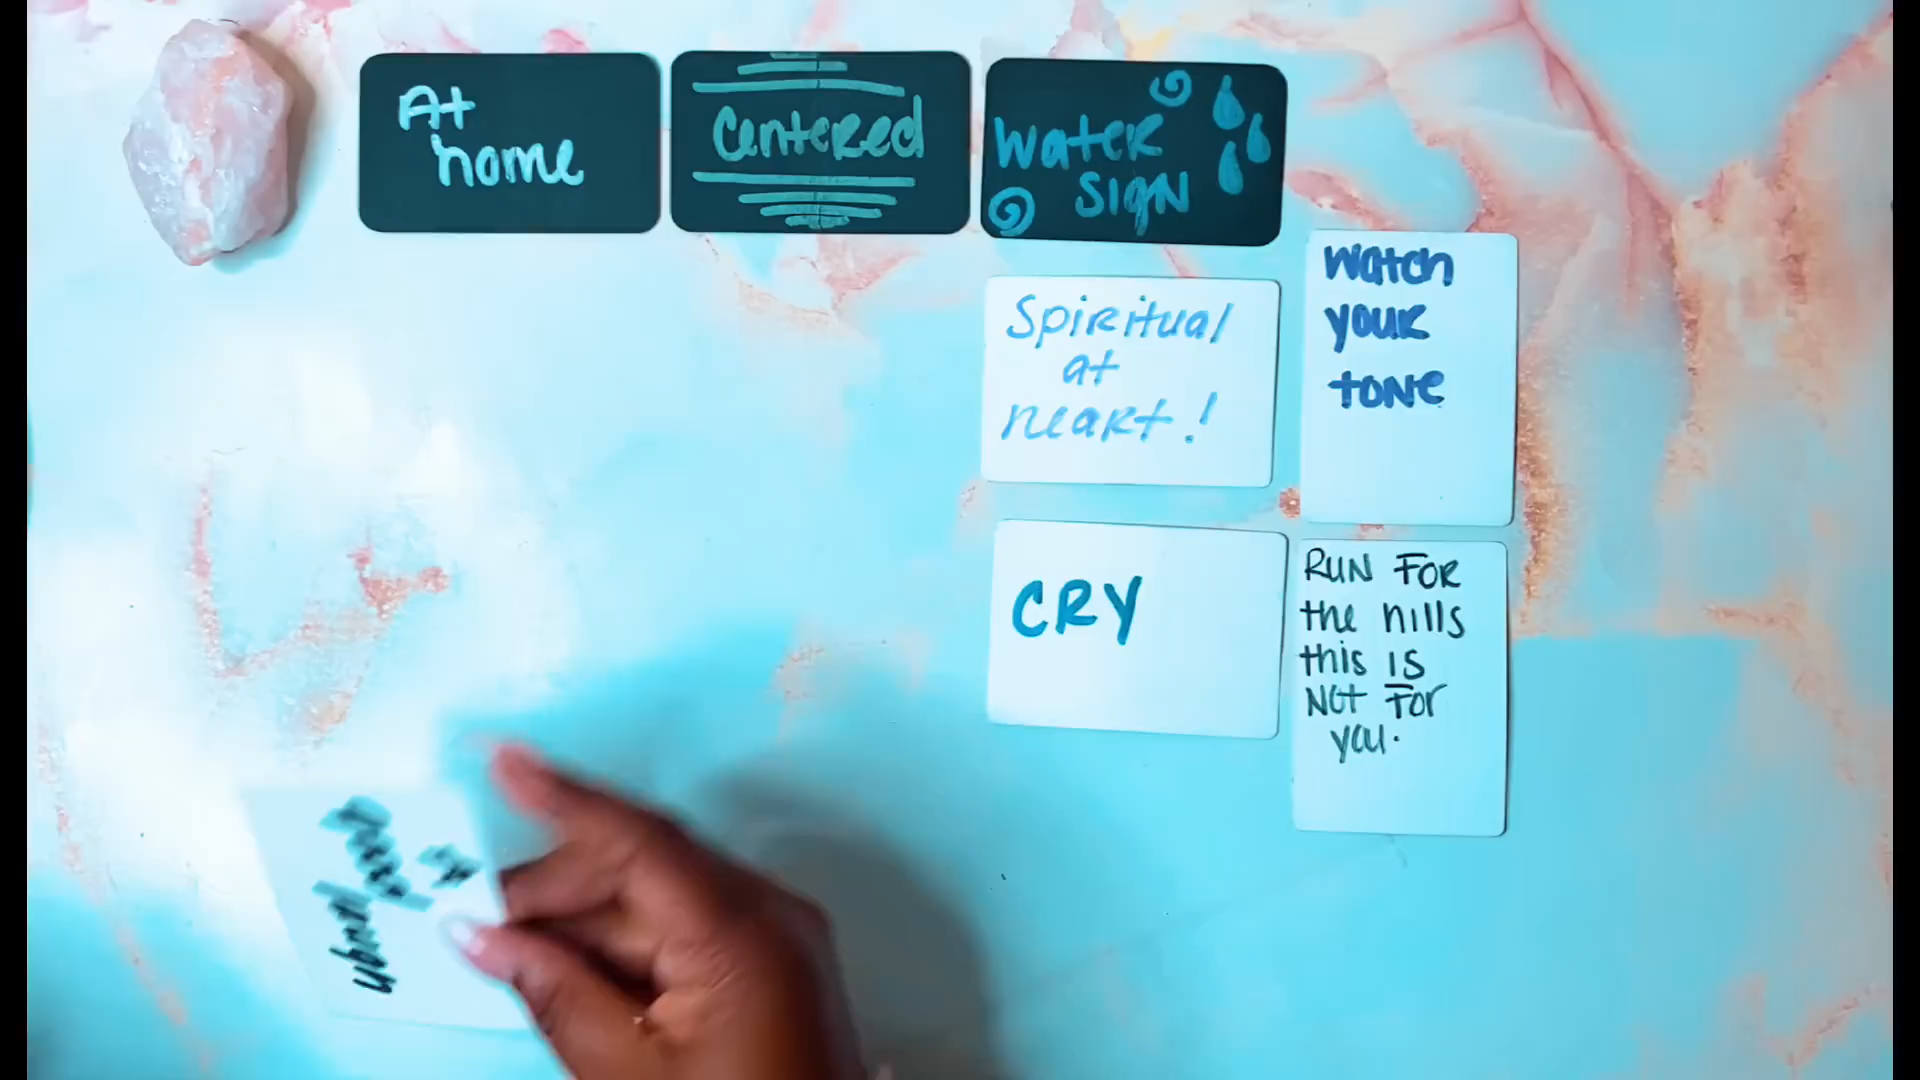 At
home
Centered
Water
Sign
Spiritual
at
heart!
Watch
your
tone
CRY
RUN FOR
the hills
this is
NOT FOR
you.